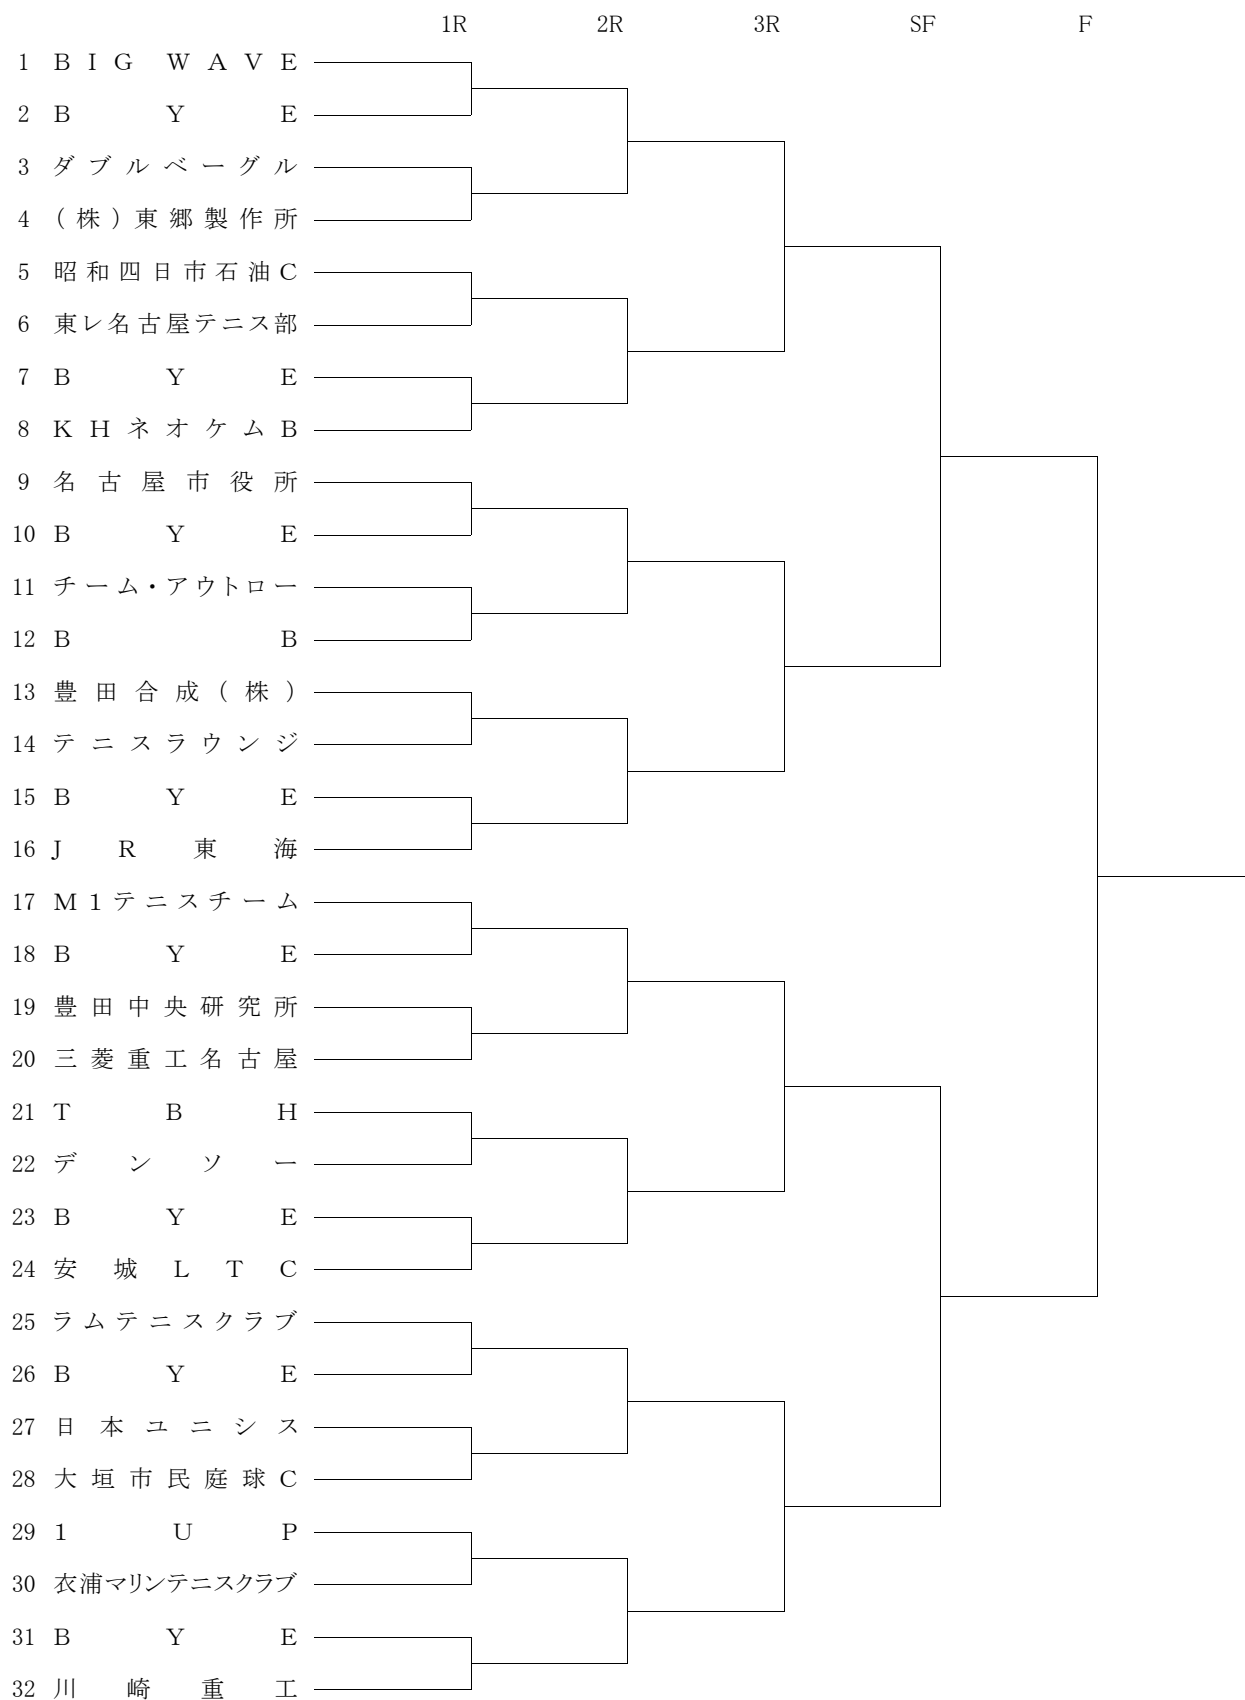 1R 2R 3R SF F
1 BIG WAVE
2 BYE
3 ダブルベーグル
4 (株)東郷製作所
5 昭和四日市石油C
6 東レ名古屋テニス部
7 BYE
8 KHネオケムB
9 名古屋市役所
10 BYE
11 チーム・アウトロー
12 BB
13 豊田合成(株)
14 テニスラウンジ
15 BYE
16 JR東海
17 M1テニスチーム
18 BYE
19 豊田中央研究所
20 三菱重工名古屋
21 TBH
22 デンソー
23 BYE
24 安城LTC
25 ラムテニスクラブ
26 BYE
27 日本ユニシス
28 大垣市民庭球C
29 1UP
30 衣浦マリンテニスクラブ
31 BYE
32 川崎重工